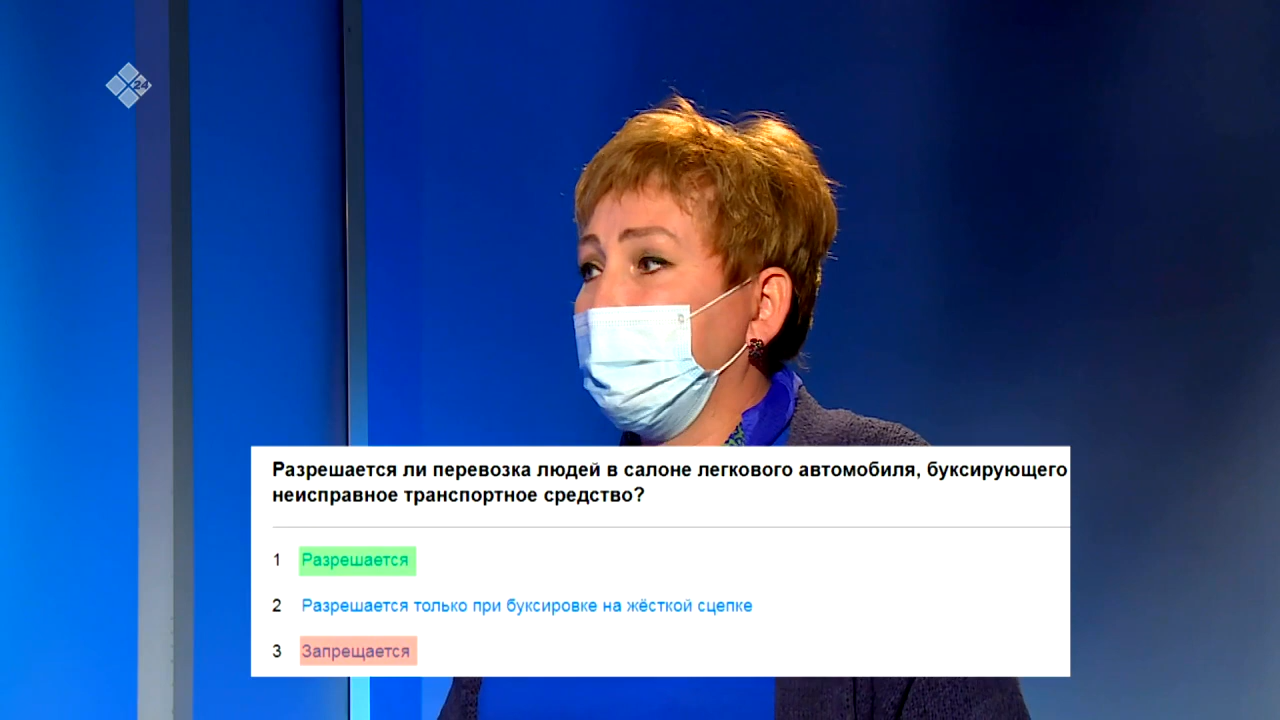 X24
Разрешается ли перевозка людей в салоне легкового автомобиля, буксирующего
неисправное транспортное средство?
1 Разрешается
2 Разрешается только при буксировке на жёсткой сцепке
3 Запрещается